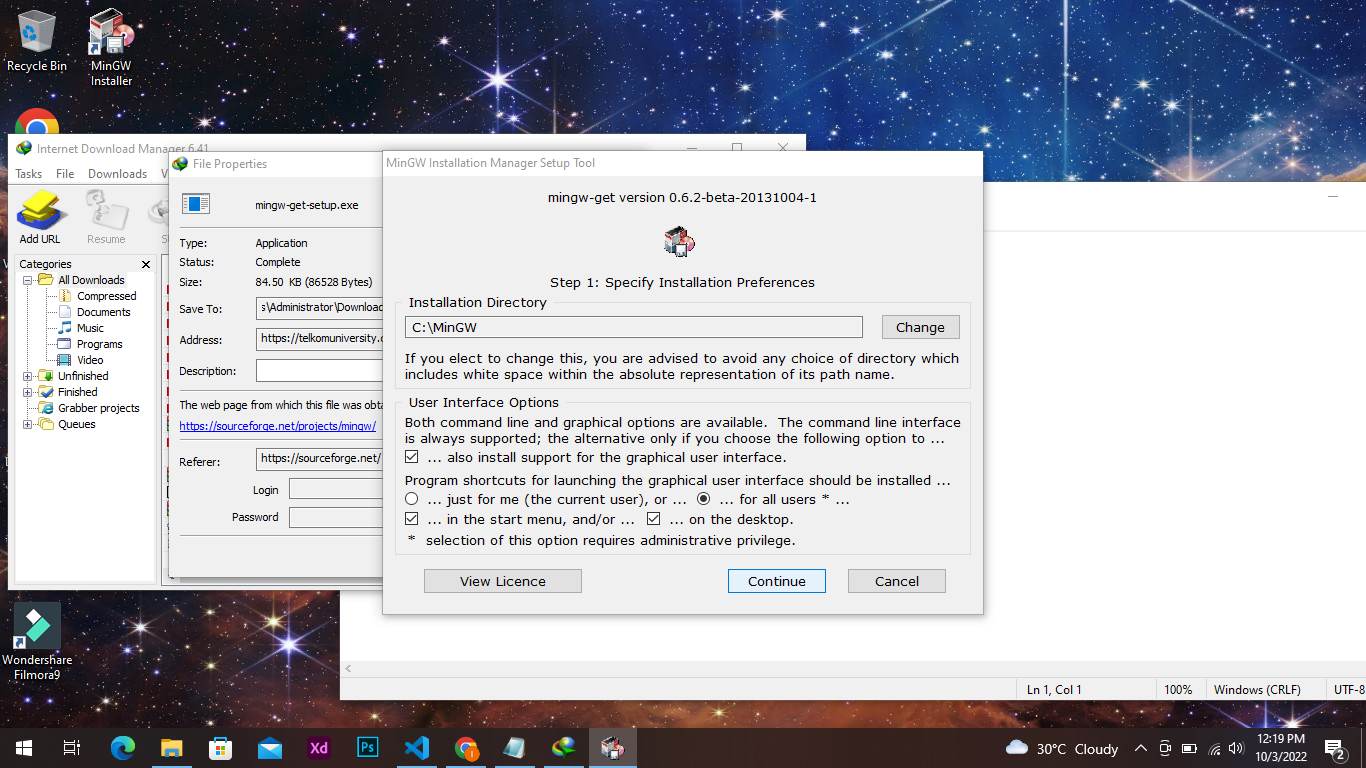 Recycle Bin
MinGW
Installer
Internet Download Manager 6.41
Tasks File Downloads
Add URL
Resume
Categories
All Downloads
Compressed
Documents
Music
Programs
Video
Unfinished
Finished
Grabber projects
Queues
File Properties
mingw-get-setup.exe
Type: Application
Status: Complete
Size: 84.50 KB (86528 Bytes)
Save To: s\Administrator\Download
Address: https://telkomuniversity.
Description:
The web page from which this file was obta
https://sourceforge.net/projects/mingw/
Referer: https://sourceforge.net/
Login
Password
MinGW Installation Manager Setup Tool
mingw-get version 0.6.2-beta-20131004-1
Step 1: Specify Installation Preferences
Installation Directory
C:\MinGW
Change
If you elect to change this, you are advised to avoid any choice of directory which
includes white space within the absolute representation of its path name.
User Interface Options
Both command line and graphical options are available. The command line interface
is always supported; the alternative only if you choose the following option to ...
... also install support for the graphical user interface.
Program shortcuts for launching the graphical user interface should be installed ...
... just for me (the current user), or ... ... for all users * ...
... in the start menu, and/or ... ... on the desktop.
* selection of this option requires administrative privilege.
View Licence
Continue
Cancel
Wondershare
Filmora9
Ln 1, Col 1
100%
Windows (CRLF)
UTF-8
Xd
Ps
30°C Cloudy
12:19 PM
10/3/2022
2